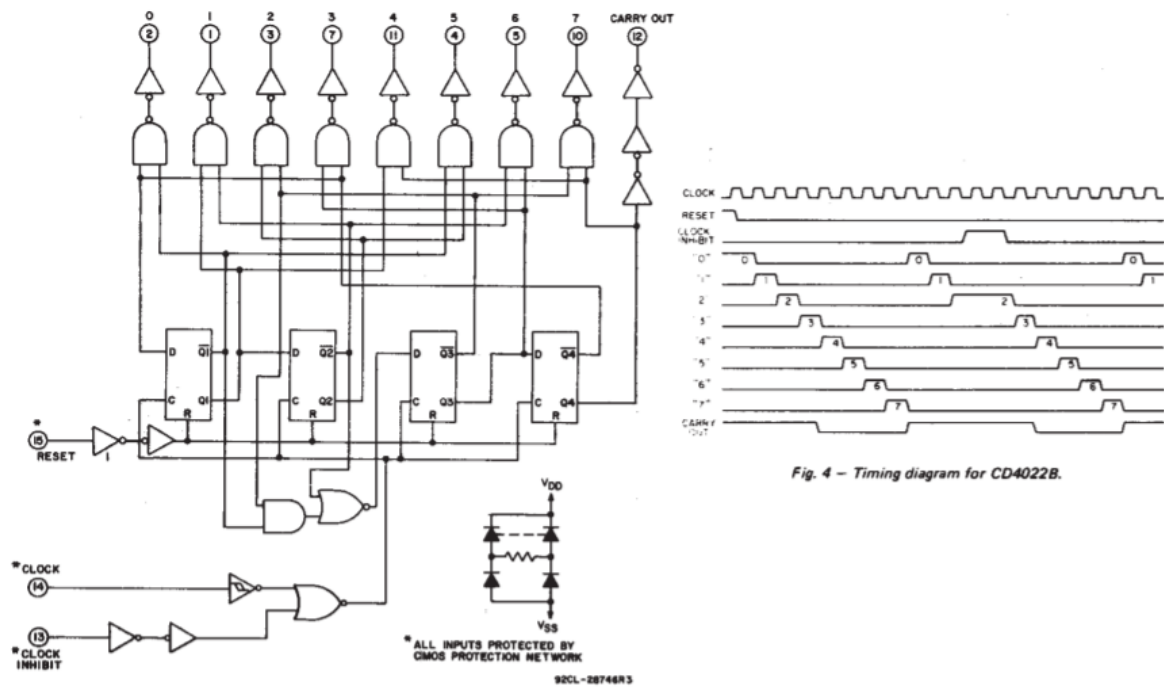 0 1 2 3 4 5 6 7 CARRY OUT
2 1 3 7 11 4 5 10 12
D Q1 D Q2 D Q3 D Q4
C Q1 C Q2 C Q3 C Q4
R R R R
*
15
RESET
1
* CLOCK
14
13
* CLOCK
INHIBIT
VDD
VSS
* ALL INPUTS PROTECTED BY
CMOS PROTECTION NETWORK
92CL-28746R3
CLOCK
RESET
CLOCK
INHIBIT
"0" 0 0 0
"1" 1 1 1
"2" 2 2
"3" 3 3
"4" 4 4
"5" 5 5
"6" 6 6
"7" 7 7
CARRY
OUT
Fig. 4 – Timing diagram for CD4022B.